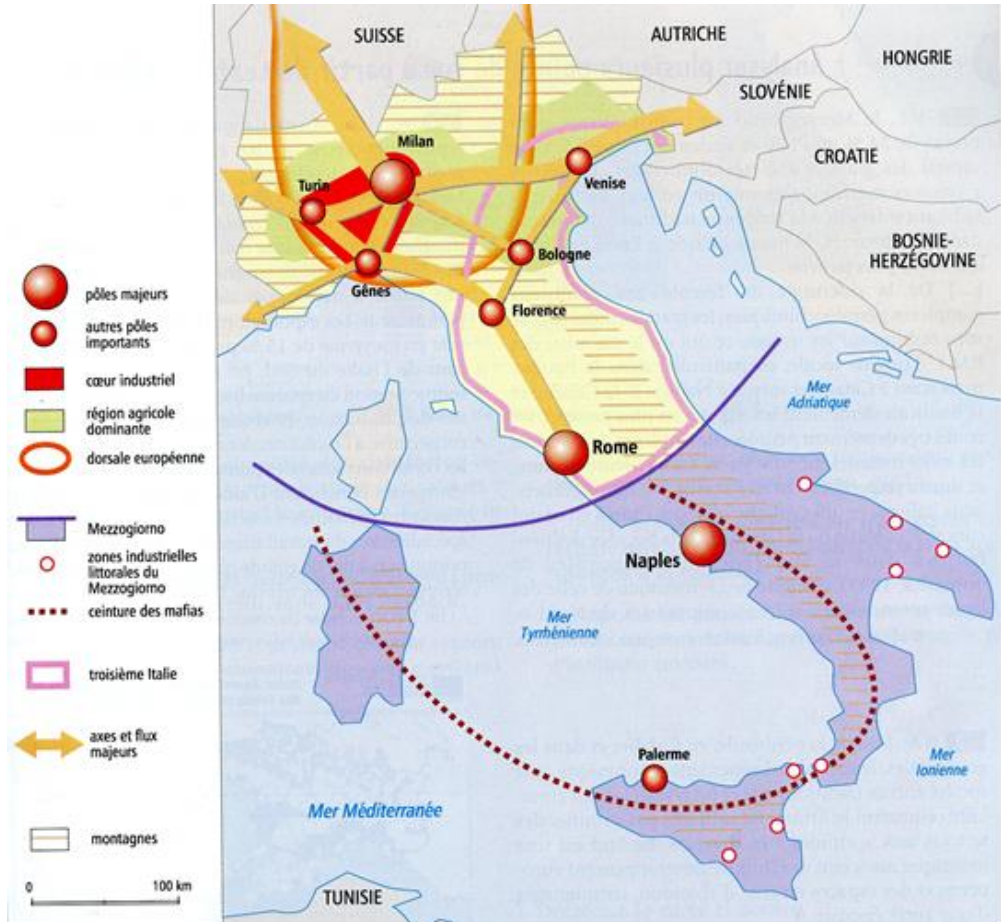 SUISSE
AUTRICHE
HONGRIE
SLOVÉNIE
CROATIE
BOSNIE-
HERZÉGOVINE
Milan
Turin
Venise
Gênes
Bologne
Florence
Rome
Mer
Adriatique
Naples
Mer
Tyrrhénienne
Palerme
Mer
Ionienne
Mer Méditerranée
TUNISIE
pôles majeurs
autres pôles
importants
cœur industriel
région agricole
dominante
dorsale européenne
Mezzogiorno
zones industrielles
littorales du
Mezzogiorno
ceinture des mafias
troisième Italie
axes et flux
majeurs
montagnes
0
100 km